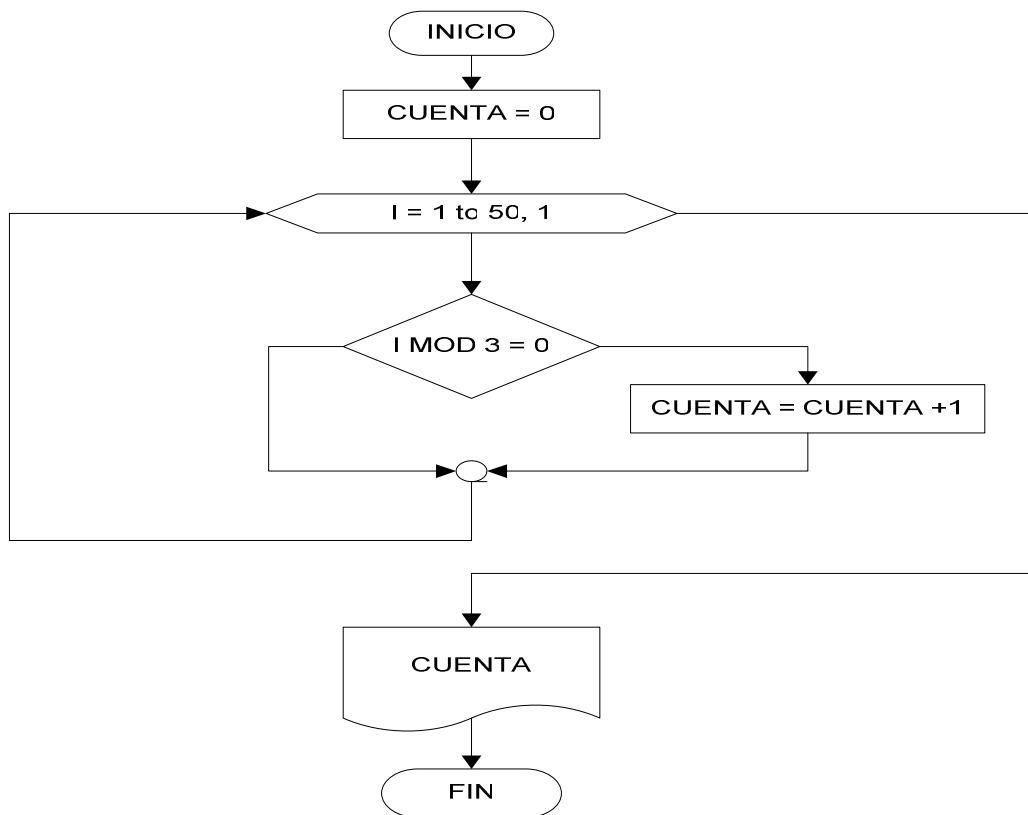 INICIO
CUENTA = 0
I = 1 to 50, 1
I MOD 3 = 0
CUENTA = CUENTA +1
CUENTA
FIN